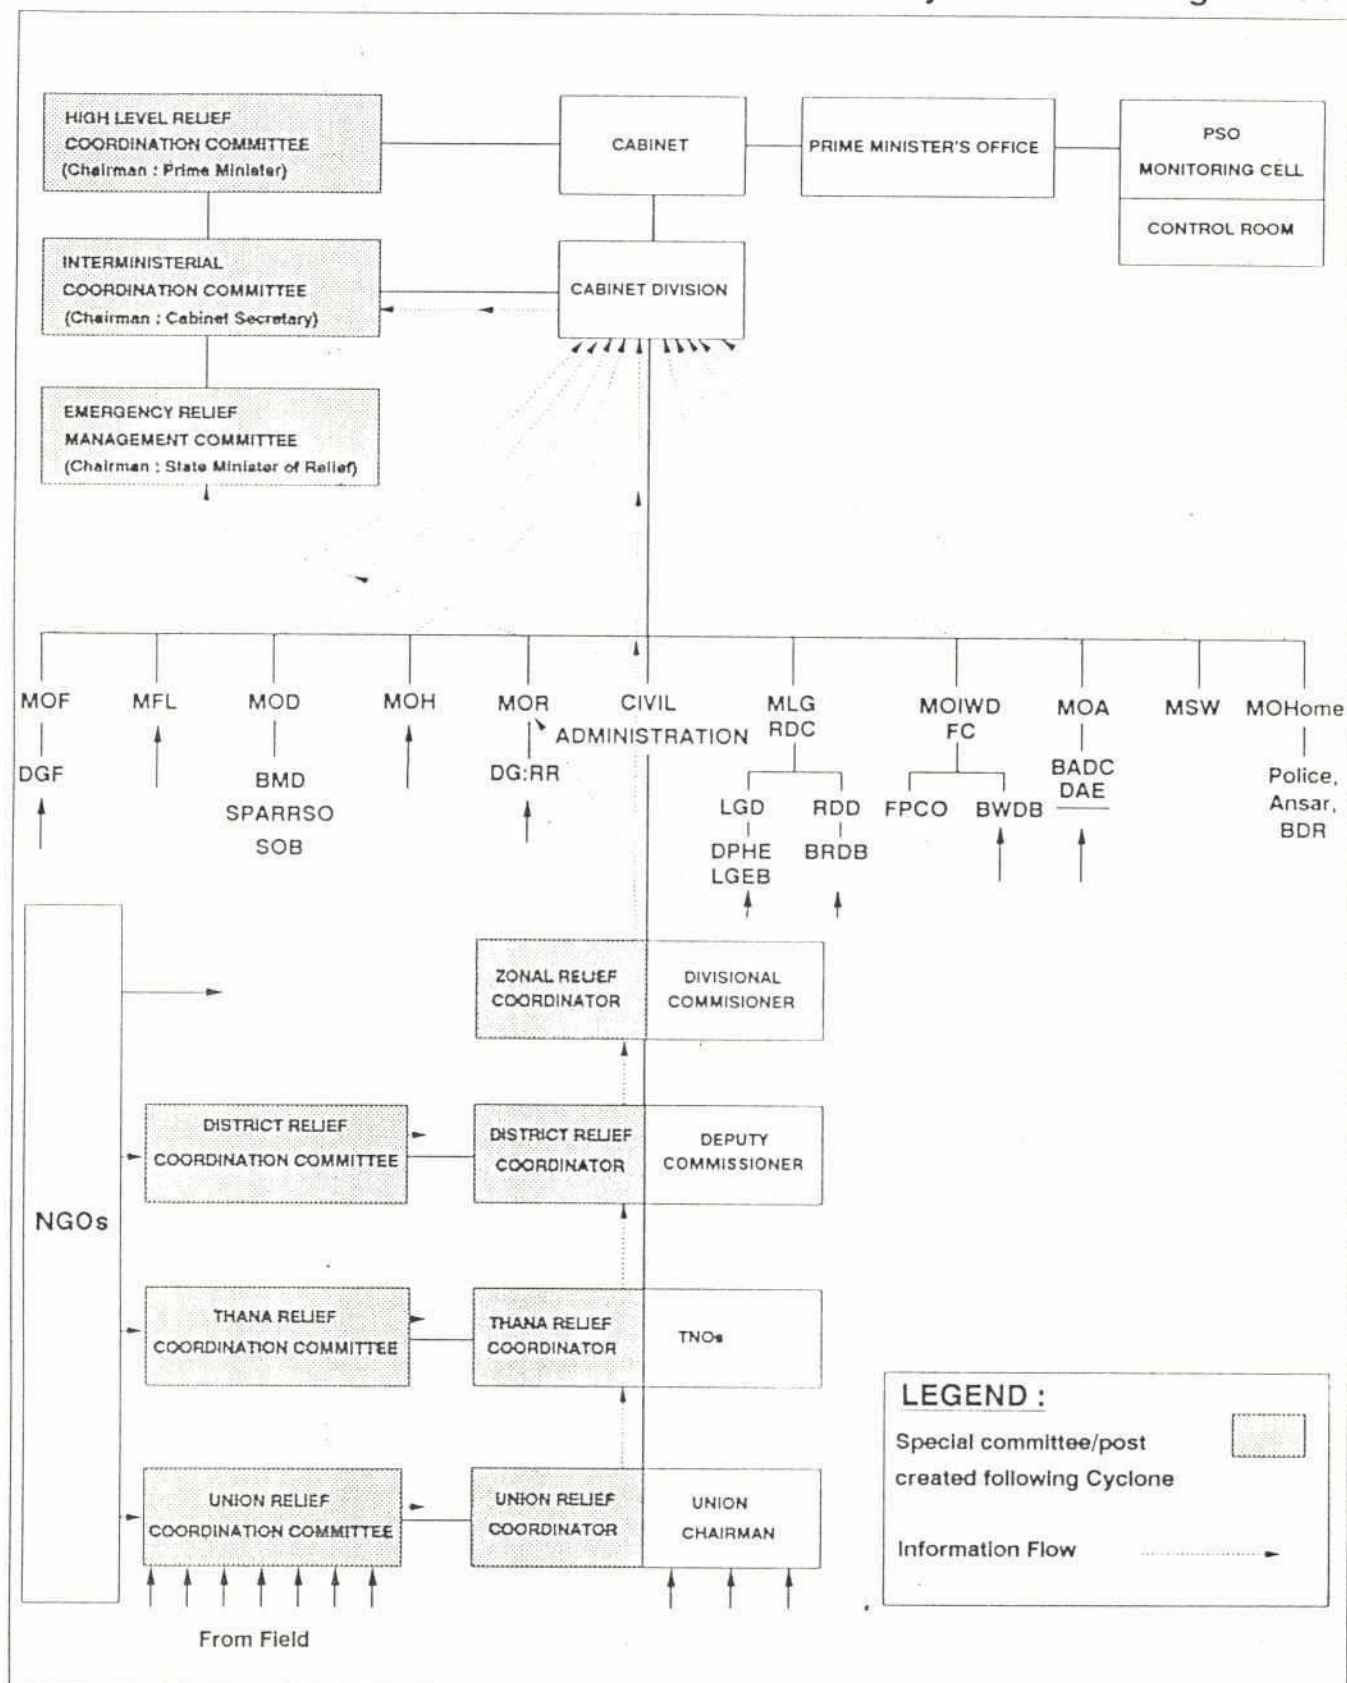 HIGH LEVEL RELIEF
COORDINATION COMMITTEE
(Chairman : Prime Minister)
CABINET
PRIME MINISTER'S OFFICE
PSO
MONITORING CELL
CONTROL ROOM
INTERMINISTERIAL
COORDINATION COMMITTEE
(Chairman : Cabinet Secretary)
CABINET DIVISION
EMERGENCY RELIEF
MANAGEMENT COMMITTEE
(Chairman : State Minister of Relief)
MOF
DGF
MFL
MOD
BMD
SPARRSO
SOB
MOH
MOR
DG:RR
CIVIL
ADMINISTRATION
MLG
RDC
LGD
DPHE
LGEB
RDD
BRDB
MOIWD
FC
FPCO
BWDB
MOA
BADC
DAE
MSW
MOHome
Police,
Ansar,
BDR
NGOs
ZONAL RELIEF
COORDINATOR
DIVISIONAL
COMMISIONER
DISTRICT RELIEF
COORDINATION COMMITTEE
DISTRICT RELIEF
COORDINATOR
DEPUTY
COMMISSIONER
THANA RELIEF
COORDINATION COMMITTEE
THANA RELIEF
COORDINATOR
TNOs
UNION RELIEF
COORDINATION COMMITTEE
UNION RELIEF
COORDINATOR
UNION
CHAIRMAN
From Field
LEGEND :
Special committee/post
created following Cyclone
Information Flow